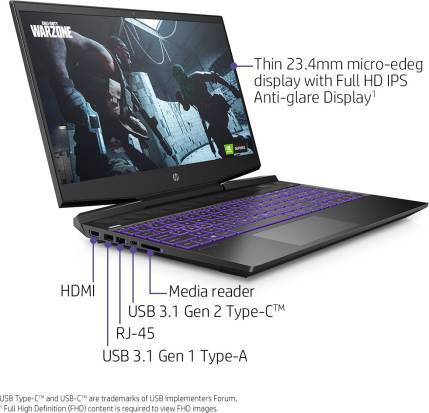 CALL OF DUTY
WARZONE
Thin 23.4mm micro-edeg
display with Full HD IPS
Anti-glare Display¹
hp
HDMI
Media reader
USB 3.1 Gen 2 Type-C™
RJ-45
USB 3.1 Gen 1 Type-A
USB Type-C™ and USB-C™ are trademarks of USB Implementers Forum.
¹ Full High Definition (FHD) content is required to view FHD images.